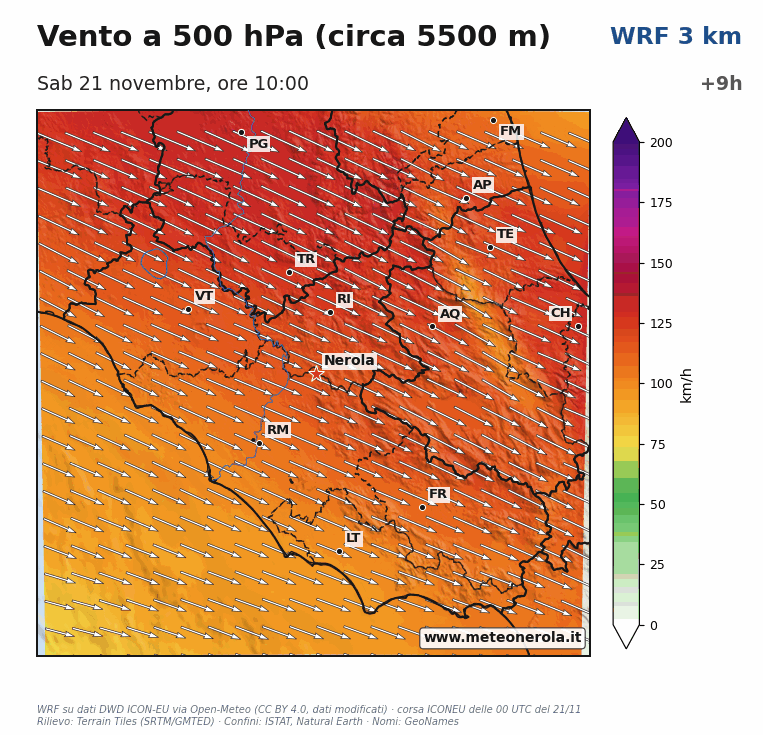 Vento a 500 hPa (circa 5500 m)
WRF 3 km
Sab 21 novembre, ore 10:00
+9h
FM
PG
AP
TE
TR
VT
RI
AQ
CH
Nerola
RM
FR
LT
www.meteonerola.it
200
175
150
125
100
75
50
25
0
km/h
WRF su dati DWD ICON-EU via Open-Meteo (CC BY 4.0, dati modificati) · corsa ICONEU delle 00 UTC del 21/11
Rilievo: Terrain Tiles (SRTM/GMTED) · Confini: ISTAT, Natural Earth · Nomi: GeoNames